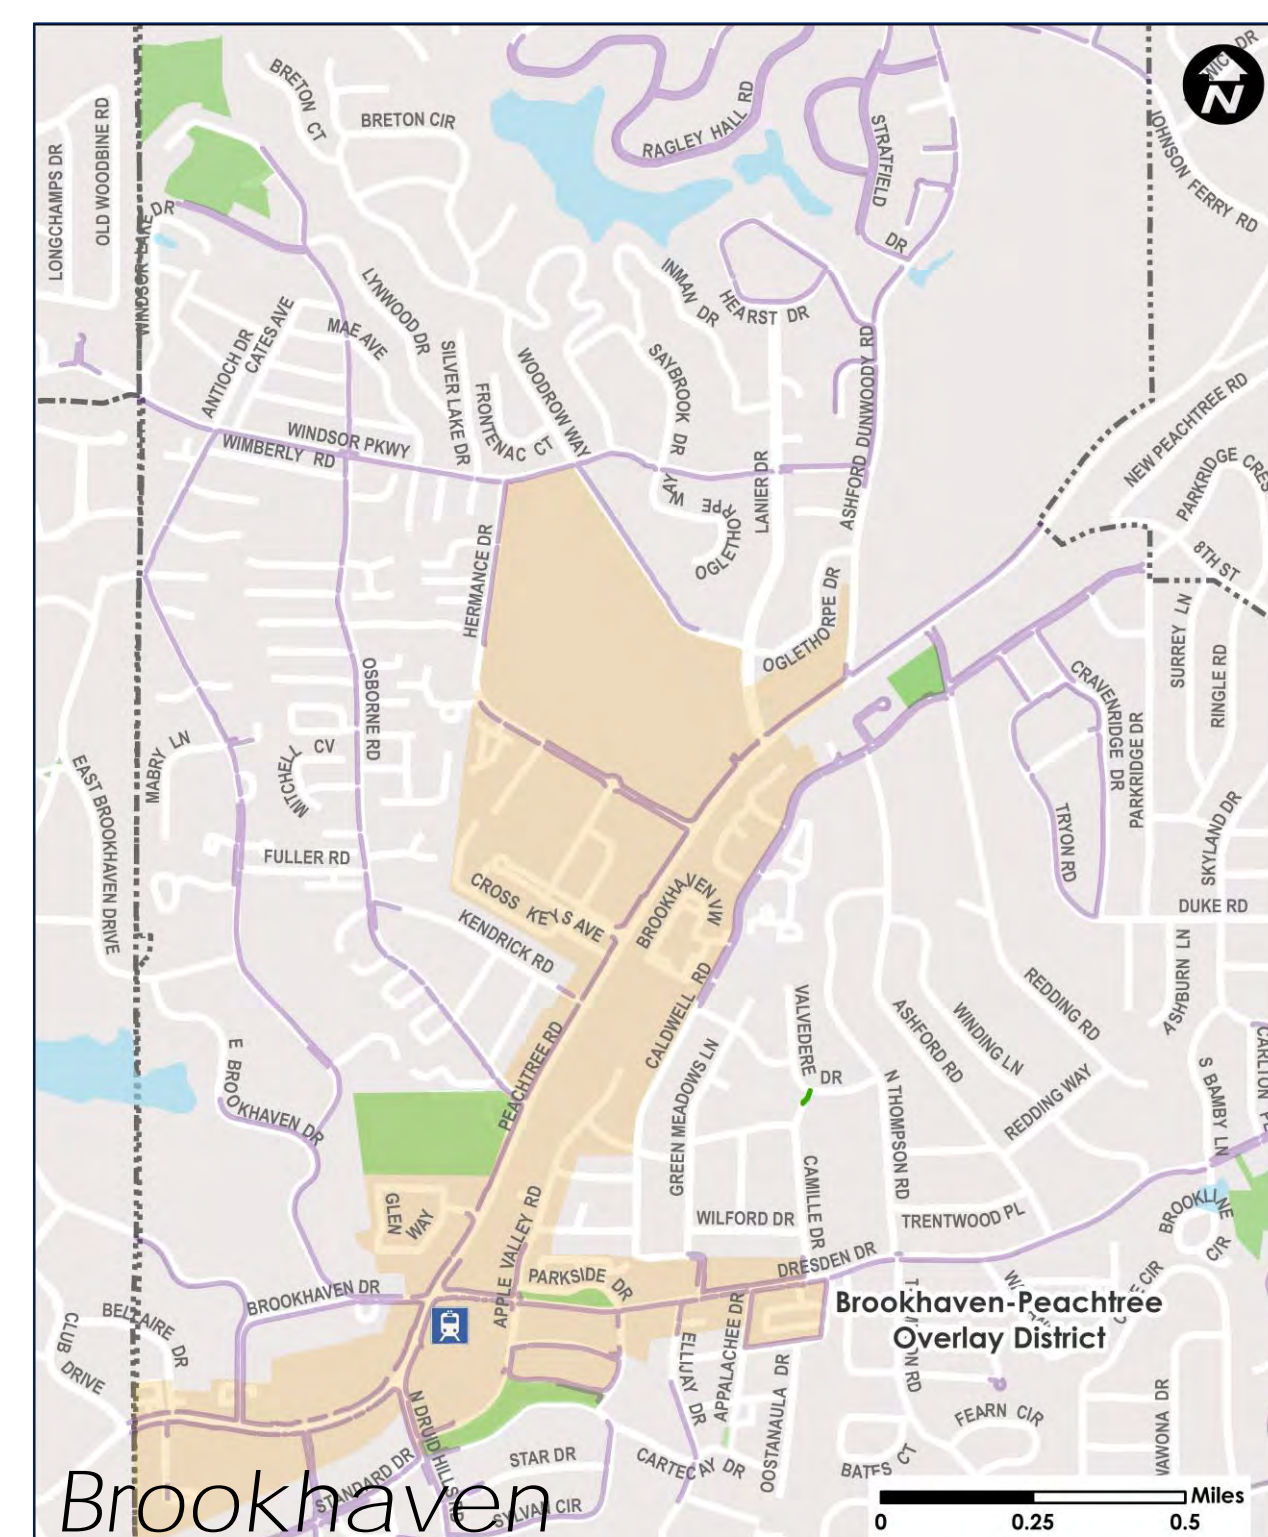 N
BRETON CT
BRETON CIR
LONGCHAMPS DR
OLD WOODBINE RD
RAGLEY HALL RD
STRATFIELD DR
JOHNSON FERRY RD
WINDSOR LAKE DR
LYNWOOD DR
INMAN DR
HEARST DR
CATES AVE
ANTIOCH DR
MAE AVE
SILVER LAKE DR
FRONTENAC CT
WOODROW WAY
SAYBROOK DR
ASHFORD DUNWOODY RD
NEW PEACHTREE RD
WINDSOR PKWY
WIMBERLY RD
OGLETHORPE WAY
LANIER DR
8TH ST
HERMANCE DR
OGLETHORPE DR
SURREY LN
RINGLE RD
OSBORNE RD
CRAVENRIDGE DR
PARKRIDGE DR
MABRY LN
MITCHELL CV
EAST BROOKHAVEN DRIVE
TRYON RD
SKYLAND DR
FULLER RD
CROSS KEYS AVE
BROOKHAVEN VW
DUKE RD
KENDRICK RD
ASHBURN LN
REDDING RD
CALDWELL RD
VALVEDERE DR
ASHFORD RD
WINDING LN
PEACHTREE RD
E BROOKHAVEN DR
GREEN MEADOWS LN
N THOMPSON RD
REDDING WAY
S BAMBY LN
GLEN WAY
APPLE VALLEY RD
WILFORD DR
CAMILLE DR
TRENTWOOD PL
BROOKLINE CIR
DRESDEN DR
PARKSIDE DR
BROOKHAVEN DR
Brookhaven-Peachtree
Overlay District
BELLAIRE DR
CLUB DRIVE
ELLIJAY DR
APPALACHEE DR
OOSTANAULA DR
N DRUID HILLS RD
FEARN CIR
STAR DR
CARTECAY DR
BATES CT
STANDARD DR
SYLVAN CIR
Brookhaven
Miles
0 0.25 0.5